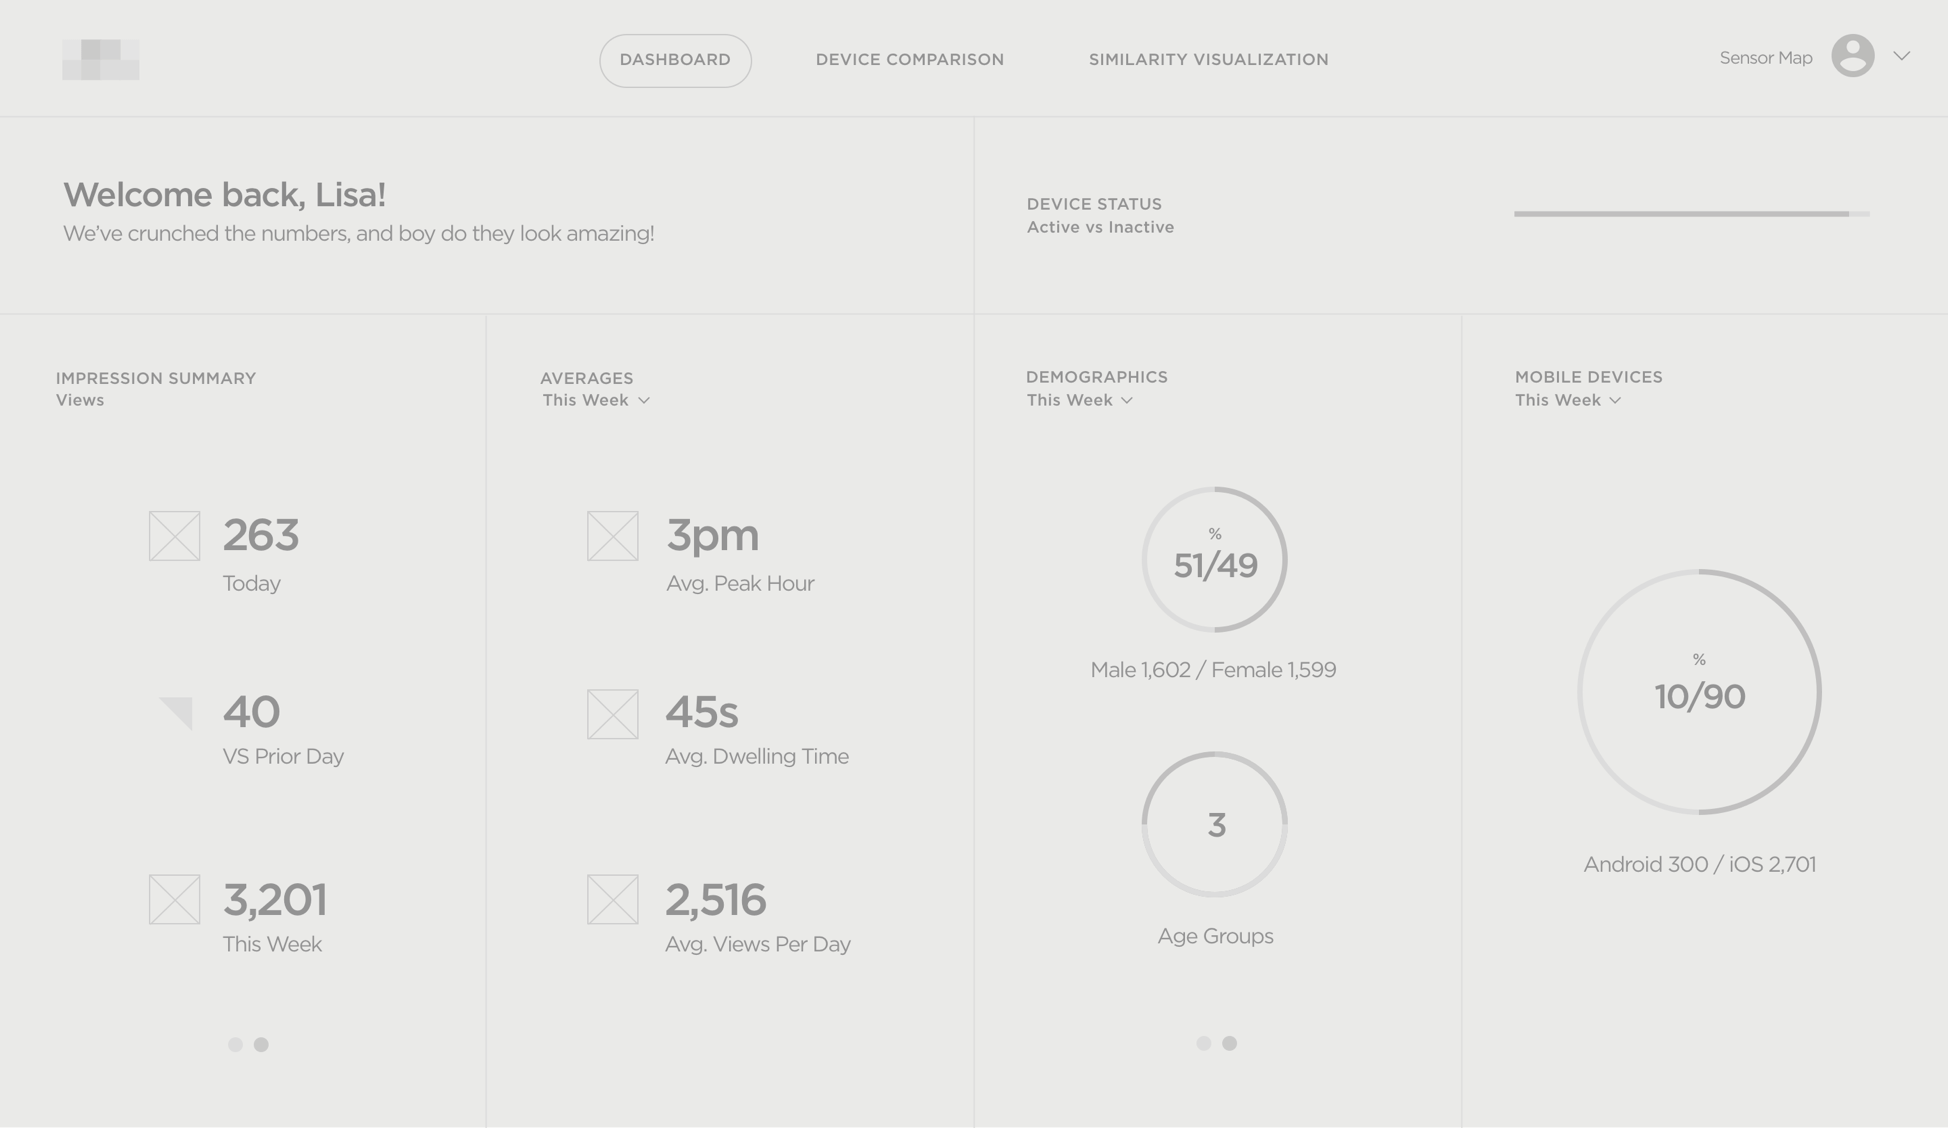 DASHBOARD
DEVICE COMPARISON
SIMILARITY VISUALIZATION
Sensor Map
Welcome back, Lisa!
We've crunched the numbers, and boy do they look amazing!
DEVICE STATUS
Active vs Inactive
IMPRESSION SUMMARY
Views
263
Today
40
VS Prior Day
3,201
This Week
AVERAGES
This Week
3pm
Avg. Peak Hour
45s
Avg. Dwelling Time
2,516
Avg. Views Per Day
DEMOGRAPHICS
This Week
%
51/49
Male 1,602 / Female 1,599
3
Age Groups
MOBILE DEVICES
This Week
%
10/90
Android 300 / iOS 2,701